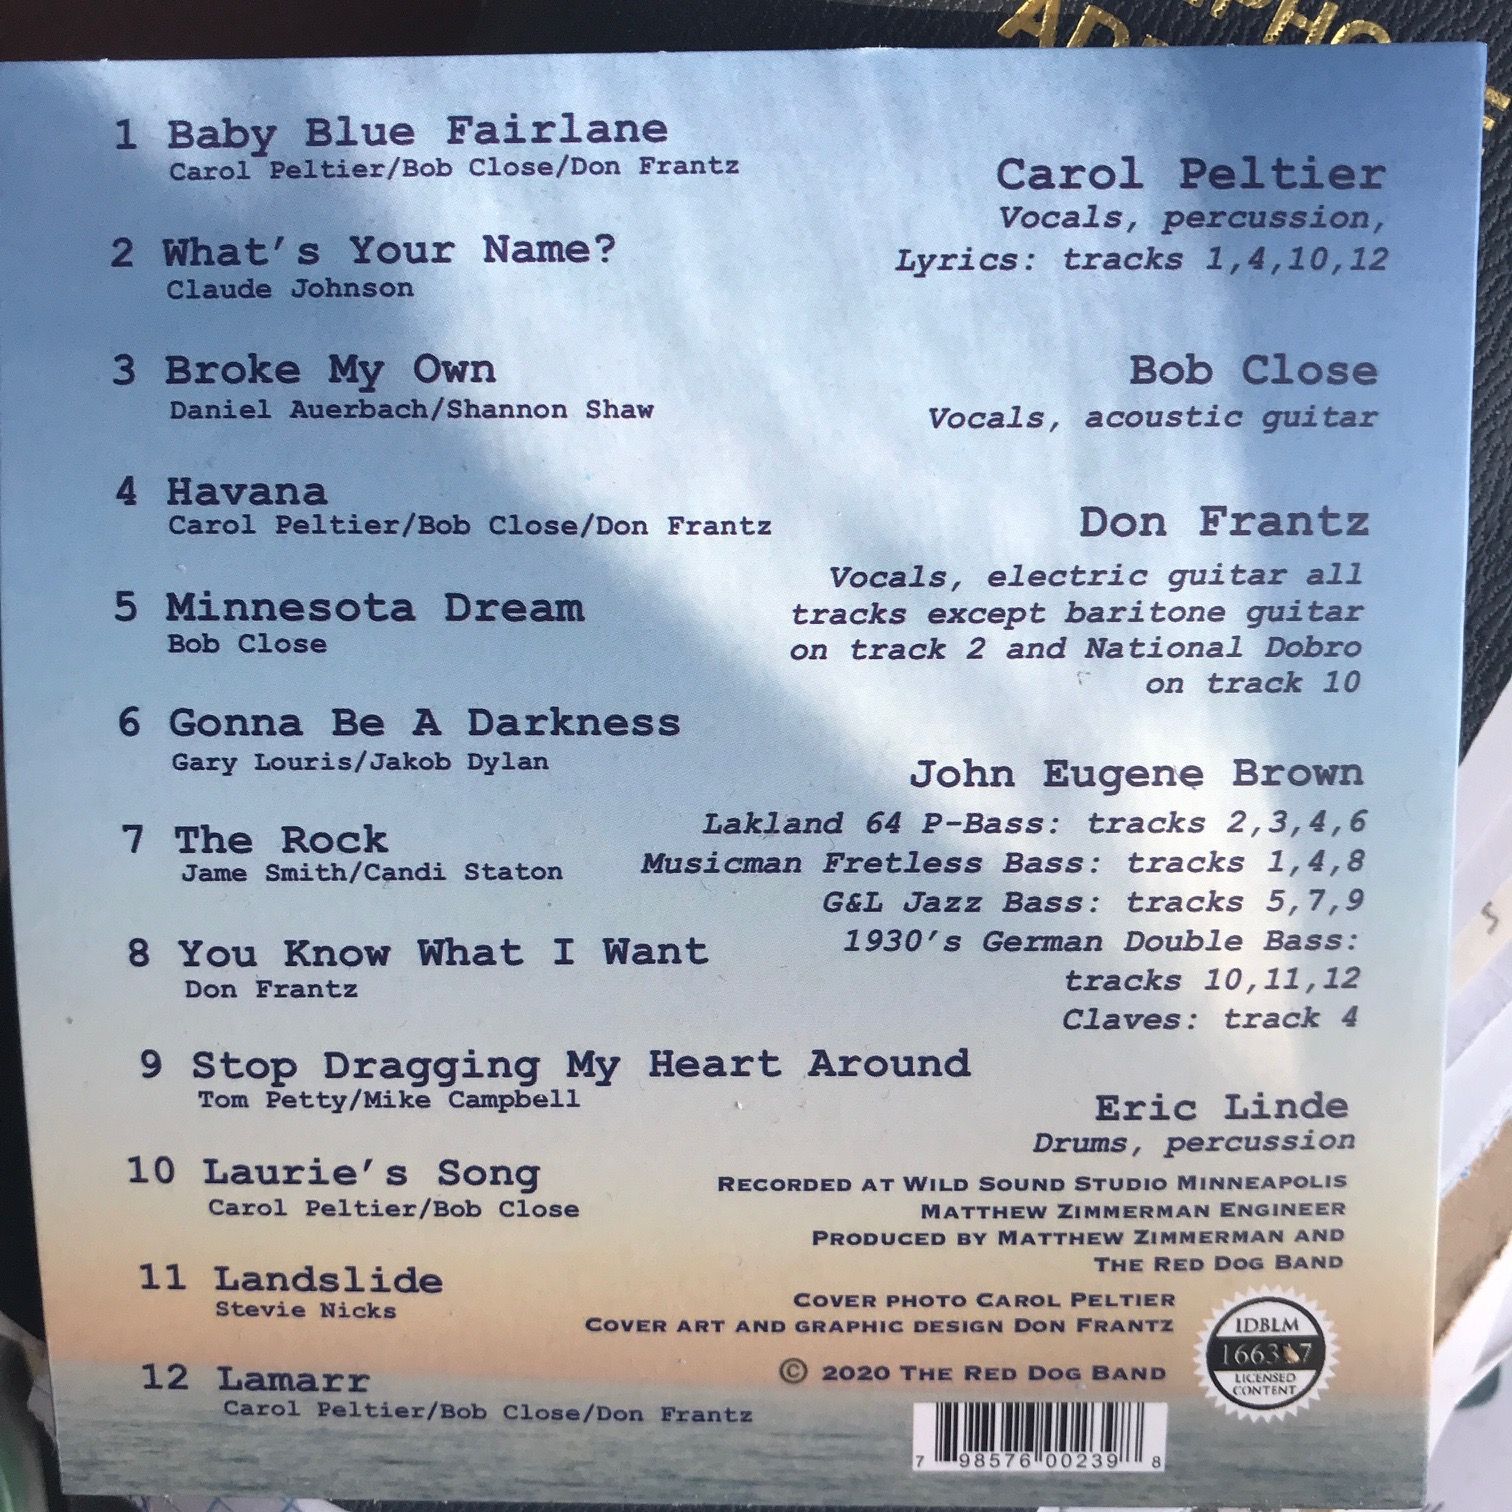 1 Baby Blue Fairlane
Carol Peltier/Bob Close/Don Frantz
2 What's Your Name?
Claude Johnson
3 Broke My Own
Daniel Auerbach/Shannon Shaw
4 Havana
Carol Peltier/Bob Close/Don Frantz
5 Minnesota Dream
Bob Close
6 Gonna Be A Darkness
Gary Louris/Jakob Dylan
7 The Rock
Jame Smith/Candi Staton
8 You Know What I Want
Don Frantz
9 Stop Dragging My Heart Around
Tom Petty/Mike Campbell
10 Laurie's Song
Carol Peltier/Bob Close
11 Landslide
Stevie Nicks
12 Lamarr
Carol Peltier/Bob Close/Don Frantz
Carol Peltier
Vocals, percussion,
Lyrics: tracks 1,4,10,12
Bob Close
Vocals, acoustic guitar
Don Frantz
Vocals, electric guitar all
tracks except baritone guitar
on track 2 and National Dobro
on track 10
John Eugene Brown
Lakland 64 P-Bass: tracks 2,3,4,6
Musicman Fretless Bass: tracks 1,4,8
G&L Jazz Bass: tracks 5,7,9
1930's German Double Bass:
tracks 10,11,12
Claves: track 4
Eric Linde
Drums, percussion
RECORDED AT WILD SOUND STUDIO MINNEAPOLIS
MATTHEW ZIMMERMAN ENGINEER
PRODUCED BY MATTHEW ZIMMERMAN AND
THE RED DOG BAND
COVER PHOTO CAROL PELTIER
COVER ART AND GRAPHIC DESIGN DON FRANTZ
© 2020 THE RED DOG BAND
IDBLM
LICENSED
CONTENT
7 98576 00239 8